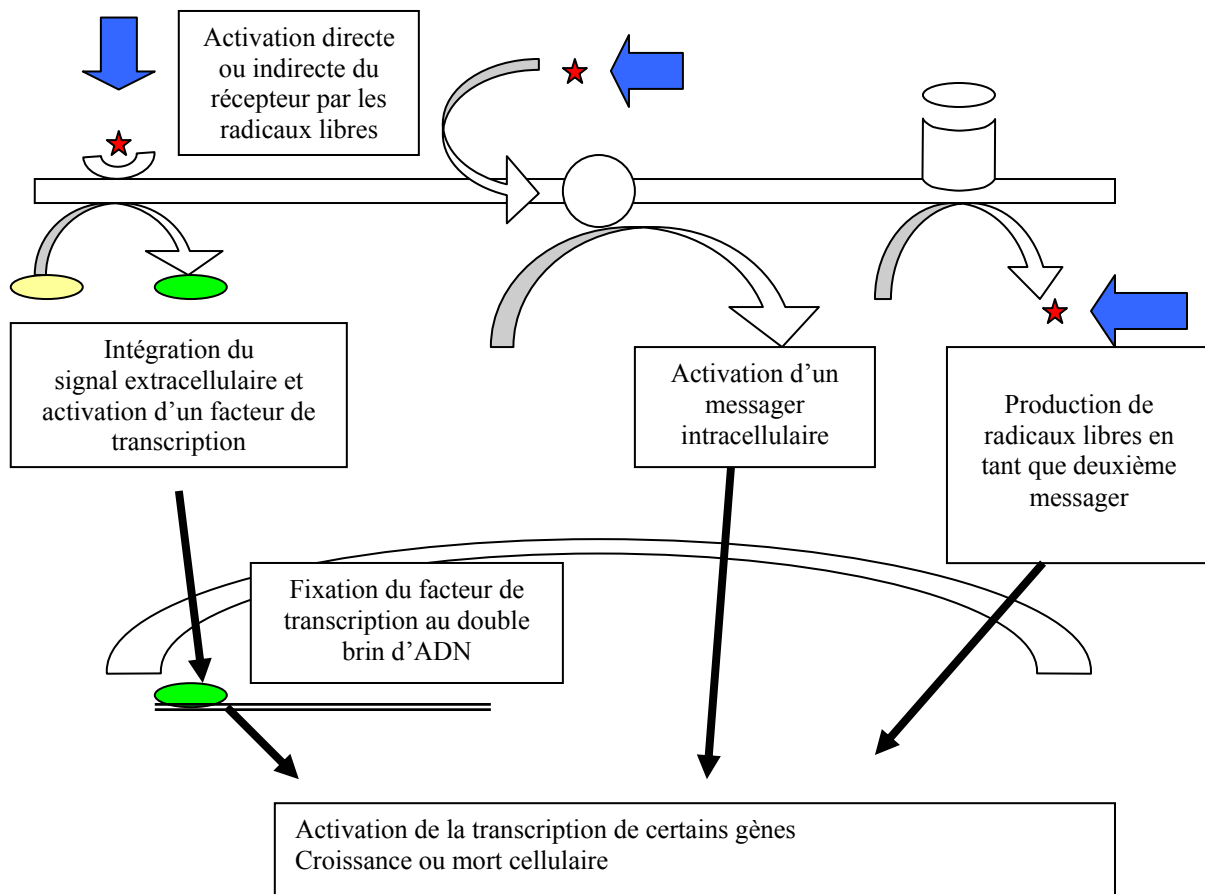 Activation directe
ou indirecte du
récepteur par les
radicaux libres
Intégration du
signal extracellulaire et
activation d’un facteur de
transcription
Activation d’un
messager
intracellulaire
Production de
radicaux libres en
tant que deuxième
messager
Fixation du facteur de
transcription au double
brin d’ADN
Activation de la transcription de certains gènes
Croissance ou mort cellulaire